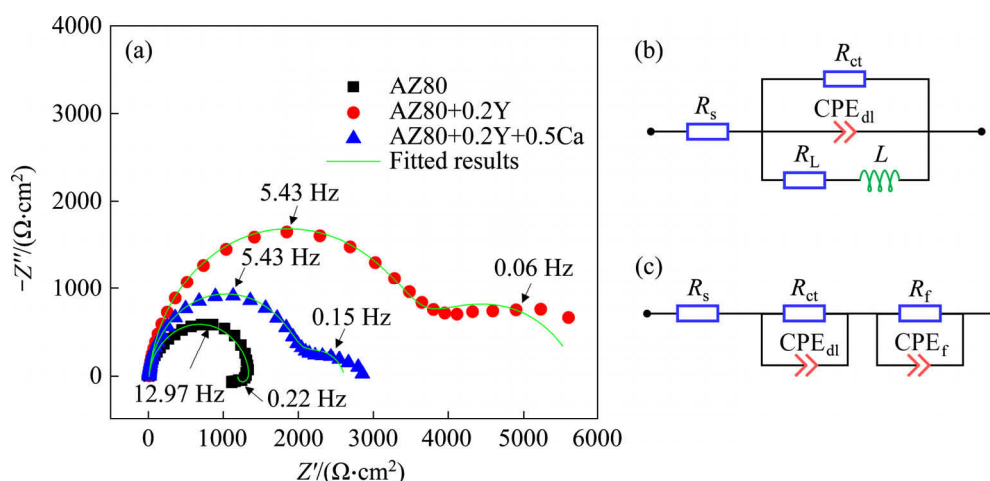 (a)
4000
3000
2000
1000
0
−Z″/(Ω·cm²)
AZ80
AZ80+0.2Y
AZ80+0.2Y+0.5Ca
Fitted results
5.43 Hz
5.43 Hz
0.06 Hz
0.15 Hz
12.97 Hz
0.22 Hz
0 1000 2000 3000 4000 5000 6000
Z′/(Ω·cm²)
(b)
Rct
Rs
CPEdl
RL L
(c)
Rs Rct Rf
CPEdl CPEf